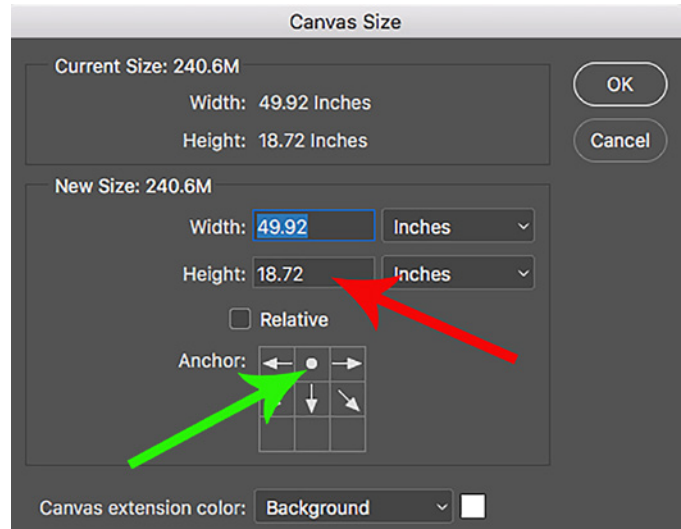 Canvas Size
Current Size: 240.6M
OK
Width: 49.92 Inches
Height: 18.72 Inches
Cancel
New Size: 240.6M
Width: 49.92 Inches
Height: 18.72 Inches
Relative
Anchor:
Canvas extension color: Background